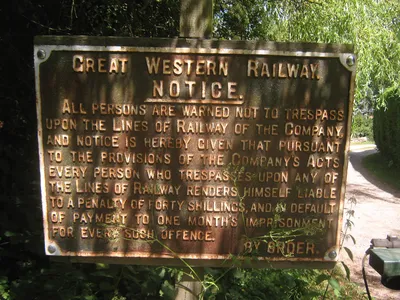 GREAT WESTERN RAILWAY.
NOTICE.
ALL PERSONS ARE WARNED NOT TO TRESPASS
UPON THE LINES OF RAILWAY OF THE COMPANY
AND NOTICE IS HEREBY GIVEN THAT PURSUANT
TO THE PROVISIONS OF THE COMPANY'S ACTS
EVERY PERSON WHO TRESPASSES UPON ANY OF
THE LINES OF RAILWAY RENDERS HIMSELF LIABLE
TO A PENALTY OF FORTY SHILLINGS, AND IN DEFAULT
OF PAYMENT TO ONE MONTH'S IMPRISONMENT
FOR EVERY SUCH OFFENCE.
BY ORDER.